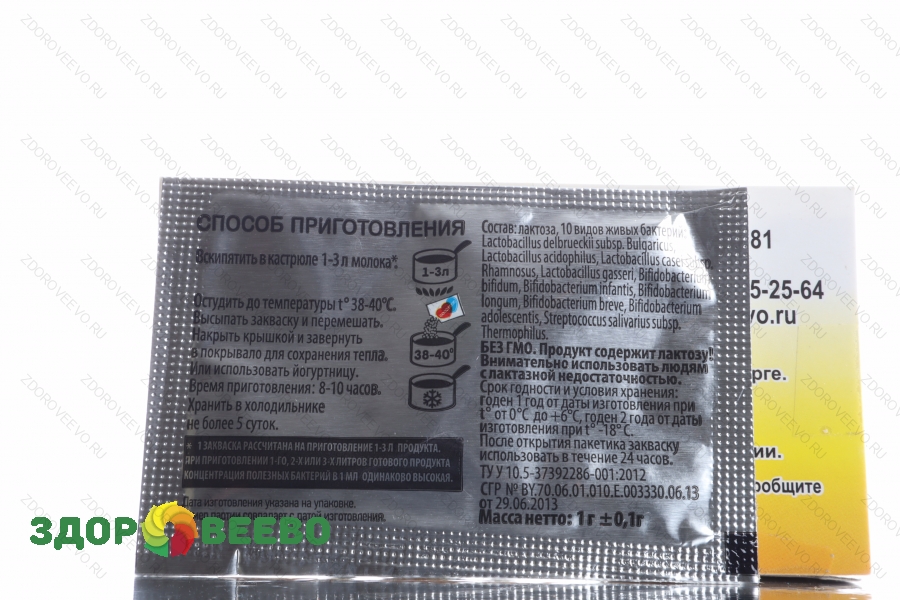 СПОСОБ ПРИГОТОВЛЕНИЯ
Вскипятить в кастрюле 1-3 л молока*.
Остудить до температуры t° 38-40°С.
Высыпать закваску и перемешать.
Накрыть крышкой и завернуть
в покрывало для сохранения тепла.
Или использовать йогуртницу.
Время приготовления: 8-10 часов.
Хранить в холодильнике
не более 5 суток.
* 1 ЗАКВАСКА РАССЧИТАНА НА ПРИГОТОВЛЕНИЕ 1-3 Л ПРОДУКТА.
ПРИ ПРИГОТОВЛЕНИИ 1-ГО, 2-Х ИЛИ 3-Х ЛИТРОВ ГОТОВОГО ПРОДУКТА
КОНЦЕНТРАЦИЯ ПОЛЕЗНЫХ БАКТЕРИЙ В 1 МЛ ОДИНАКОВО ВЫСОКАЯ.
Дата изготовления указана на упаковке.
партии совпадает с датой изготовления.
1-3л
38-40°
Состав: лактоза, 10 видов живых бактерий:
Lactobacillus delbrueckii subsp. Bulgaricus,
Lactobacillus acidophilus, Lactobacillus casei
Rhamnosus, Lactobacillus gasseri, Bifidobacterium
bifidum, Bifidobacterium Infantis, Bifidobacterium
longum, Bifidobacterium breve, Bifidobacterium
adolescentis, Streptococcus salivarius subsp.
Thermophilus.
БЕЗ ГМО. Продукт содержит лактозу!
Внимательно использовать людям
с лактазной недостаточностью.
Срок годности и условия хранения:
годен 1 год от даты изготовления при
t° от 0°С до +6°С, годен 2 года от даты
изготовления при t° -18° С.
После открытия пакетика закваску
использовать в течение 24 часов.
ТУ У 10.5-37392286-001:2012
СГР № BY.70.06.01.010.Е.003330.06.13
от 29.06.2013
Масса нетто: 1г ±0,1г
81
5-25-64
vo.ru
рге.
ии.
ообщите
ЗДОРОВЕЕВО
ZDOROVEEVO.RU